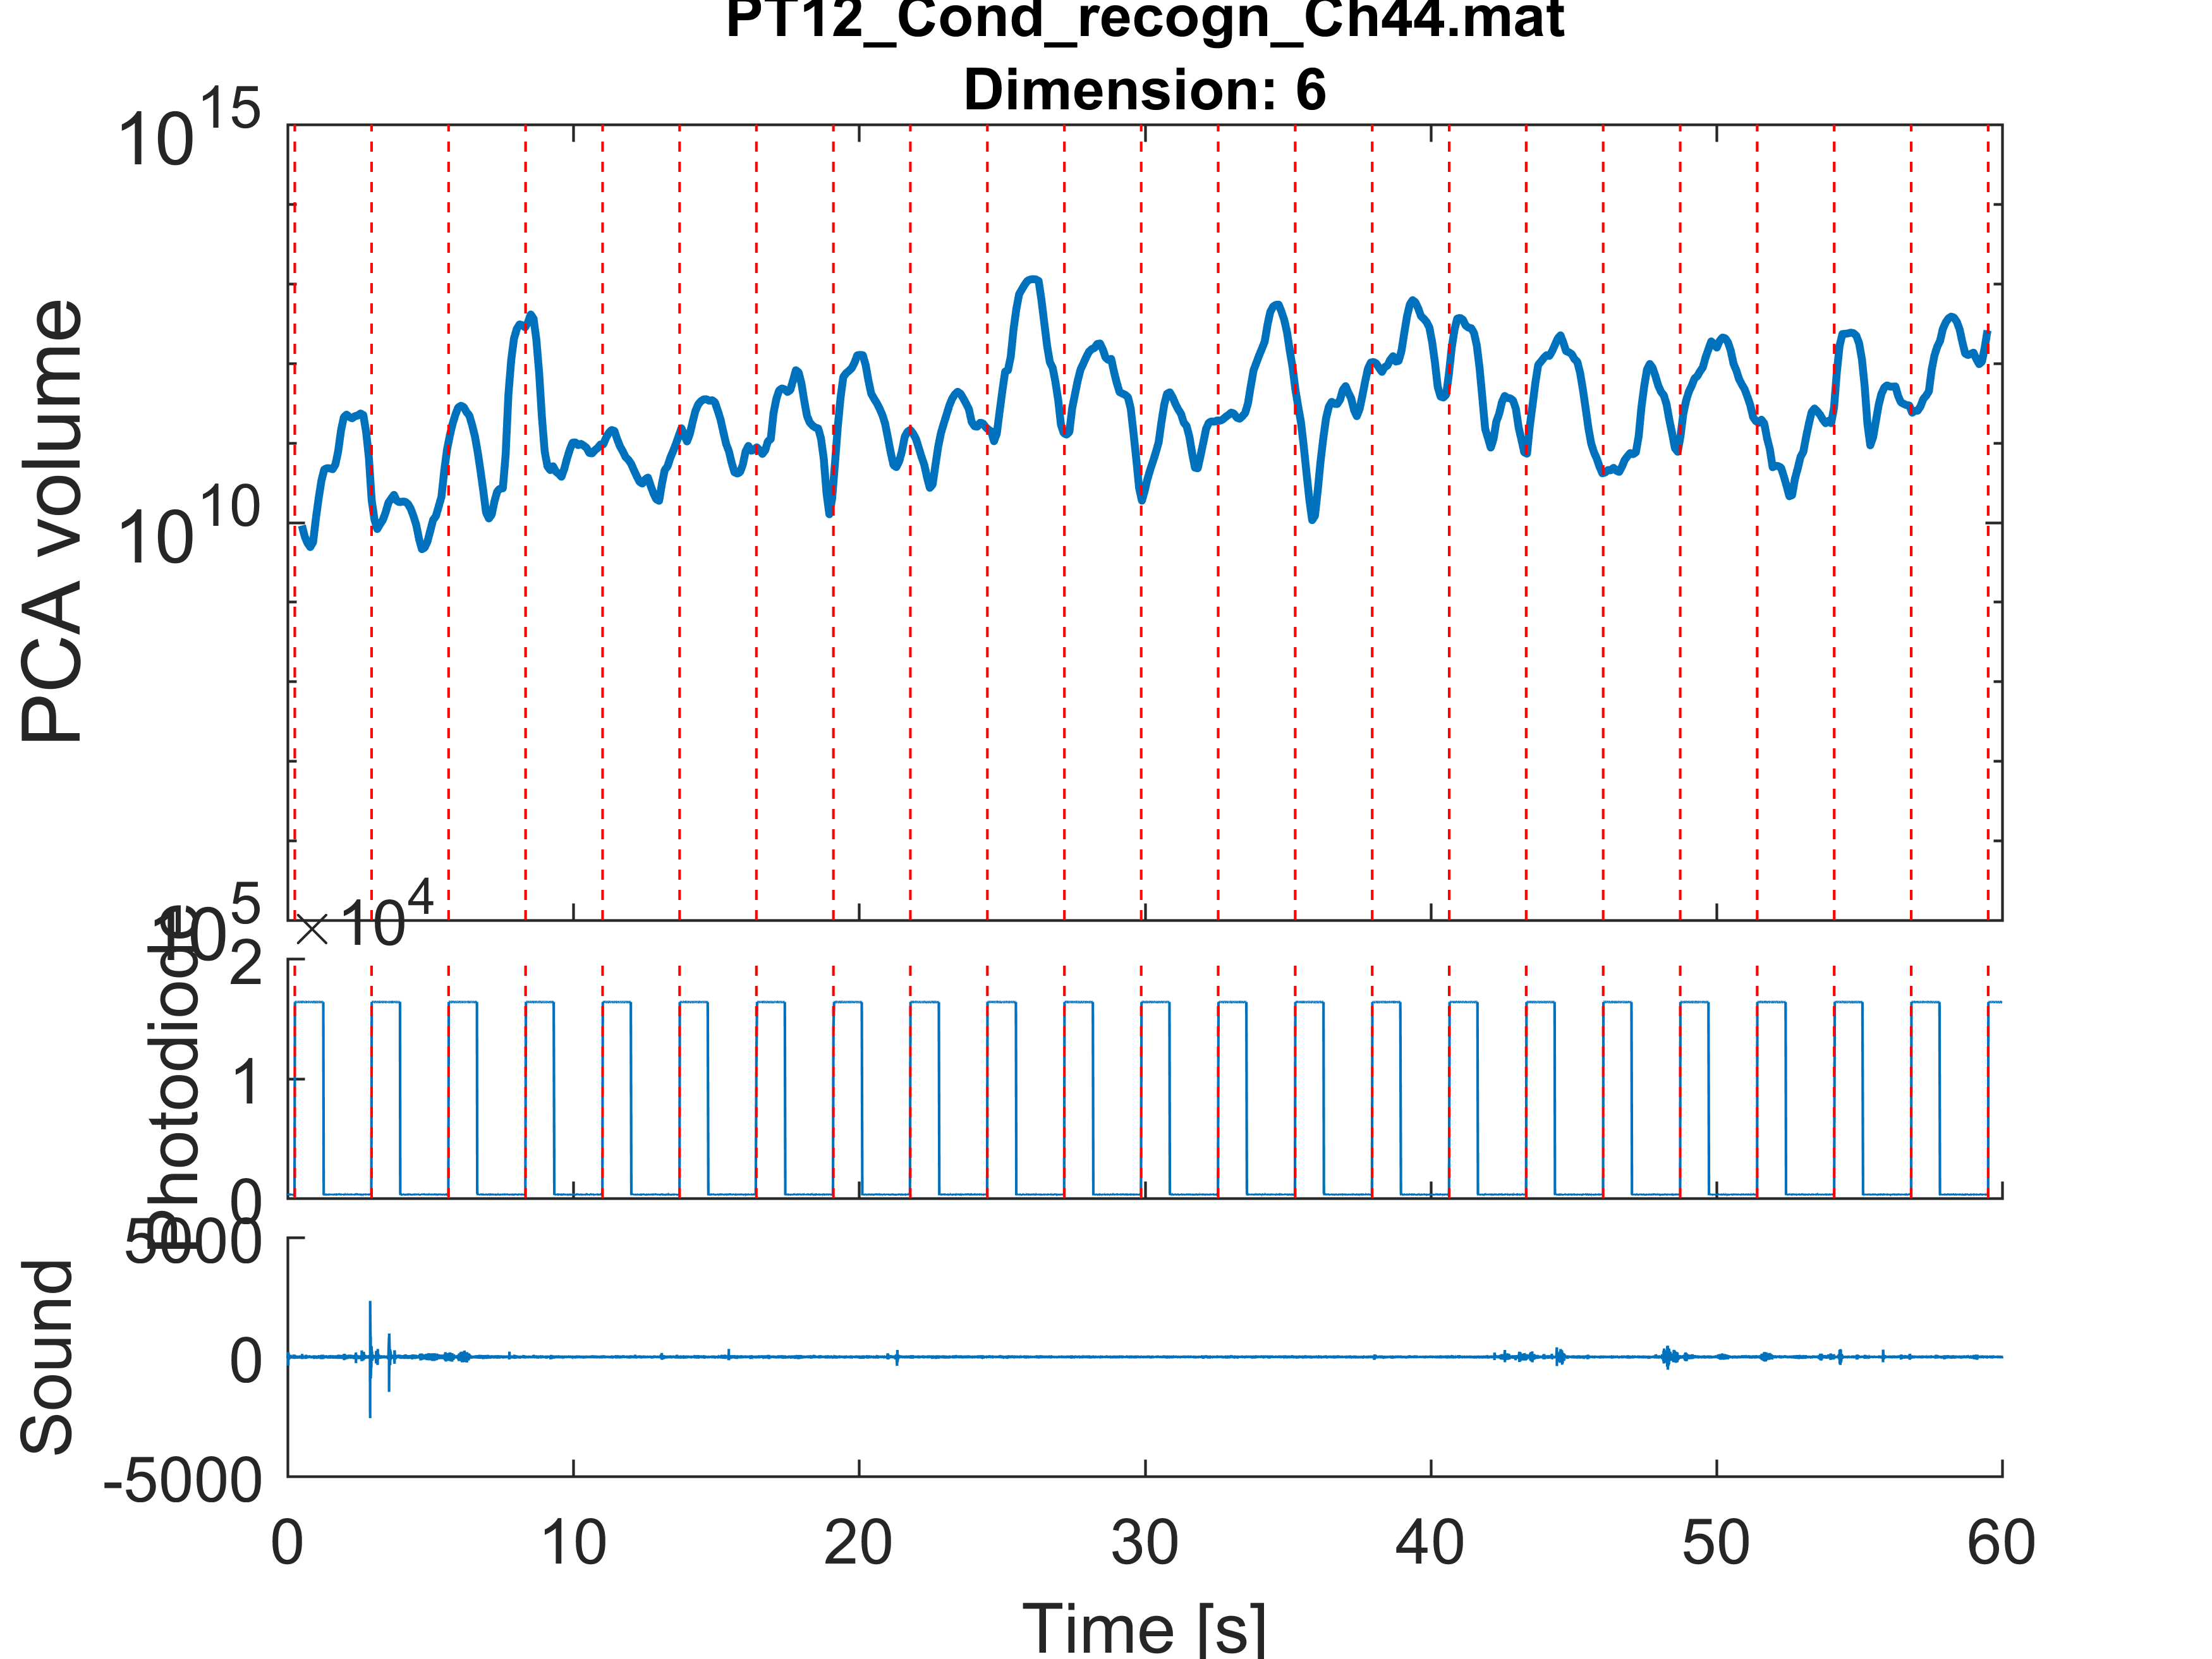 PT12_Cond_recogn_Ch44.mat
Dimension: 6
PCA volume
10^15
10^10
10^5
×10^4
Photodiode
2
1
0
Sound
5000
0
-5000
0 10 20 30 40 50 60
Time [s]